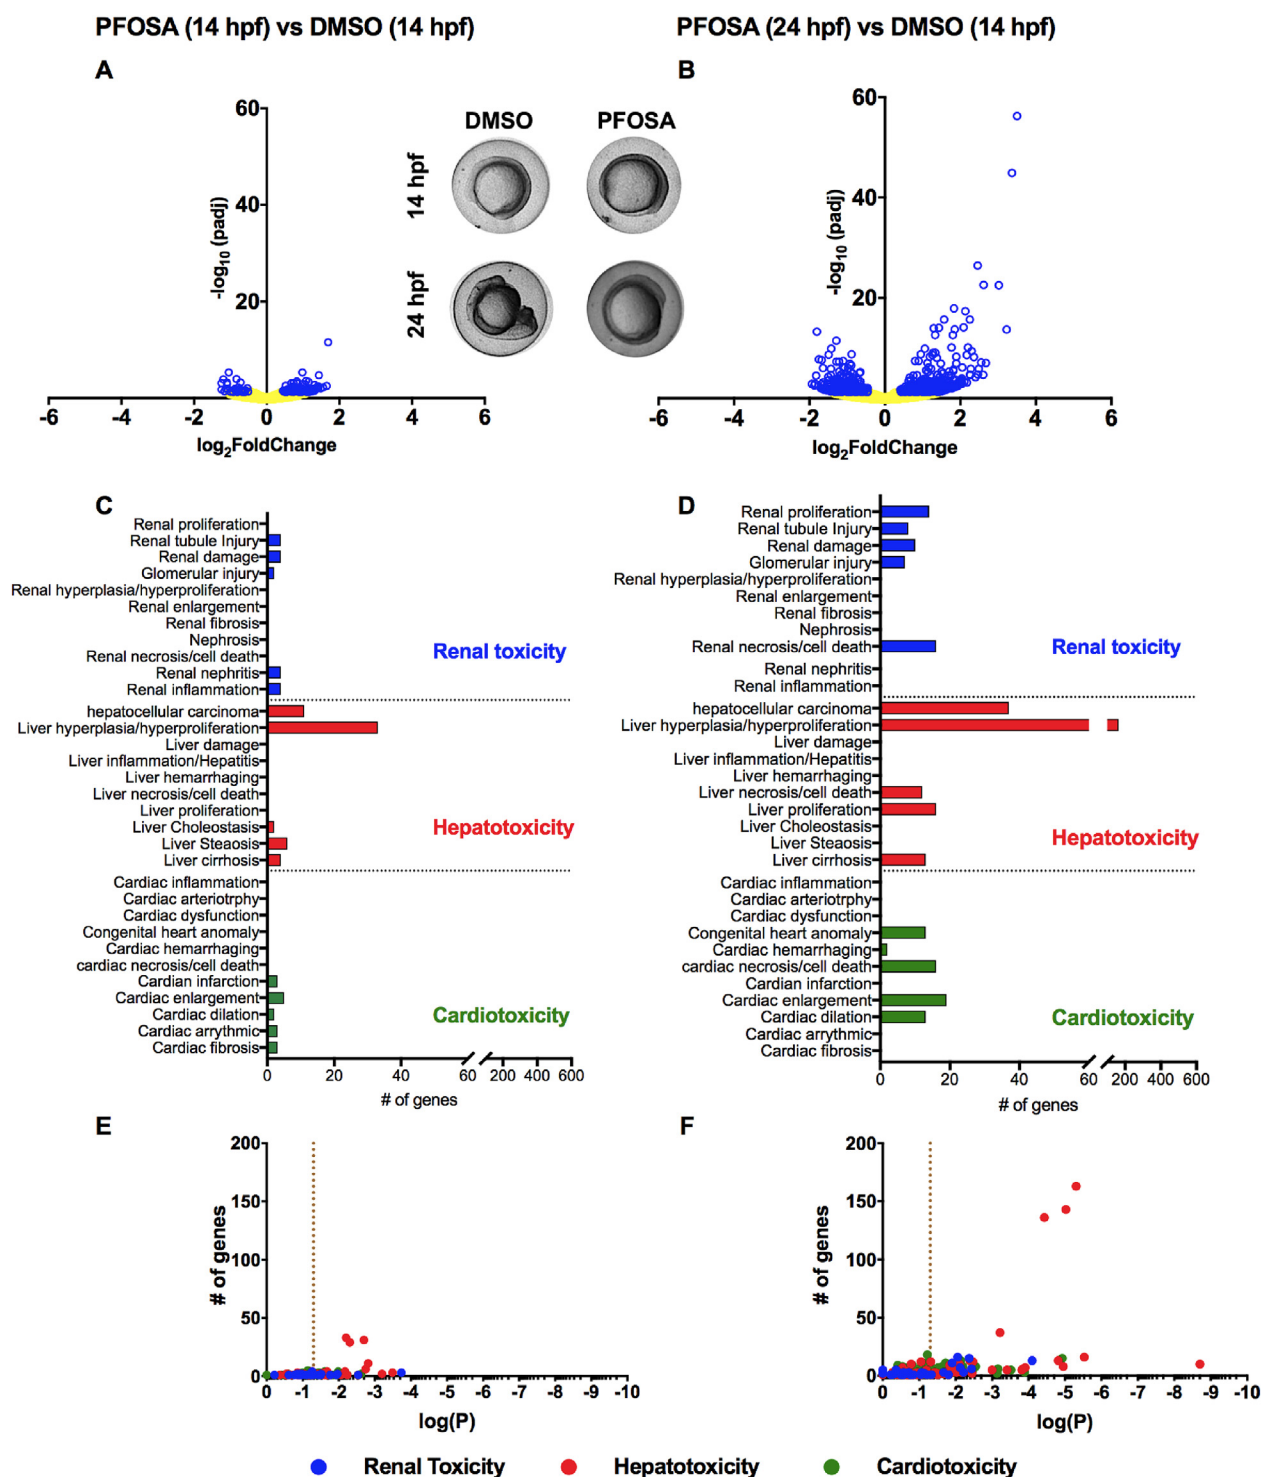 PFOSA (14 hpf) vs DMSO (14 hpf)
PFOSA (24 hpf) vs DMSO (14 hpf)
A
60
40
20
-log10 (padj)
-6 -4 -2 0 2 4 6
log2FoldChange
DMSO PFOSA
14 hpf
24 hpf
B
60
40
20
-log10 (padj)
-6 -4 -2 0 2 4 6
log2FoldChange
C
Renal proliferation
Renal tubule Injury
Renal damage
Glomerular injury
Renal hyperplasia/hyperproliferation
Renal enlargement
Renal fibrosis
Nephrosis
Renal necrosis/cell death
Renal nephritis
Renal inflammation
Renal toxicity
hepatocellular carcinoma
Liver hyperplasia/hyperproliferation
Liver damage
Liver inflammation/Hepatitis
Liver hemarrhaging
Liver necrosis/cell death
Liver proliferation
Liver Choleostasis
Liver Steaosis
Liver cirrhosis
Hepatotoxicity
Cardiac inflammation
Cardiac arteriotrphy
Cardiac dysfunction
Congenital heart anomaly
Cardiac hemarrhaging
cardiac necrosis/cell death
Cardian infarction
Cardiac enlargement
Cardiac dilation
Cardiac arrythmic
Cardiac fibrosis
Cardiotoxicity
0 20 40 60 200 400 600
# of genes
D
Renal proliferation
Renal tubule Injury
Renal damage
Glomerular injury
Renal hyperplasia/hyperproliferation
Renal enlargement
Renal fibrosis
Nephrosis
Renal necrosis/cell death
Renal nephritis
Renal inflammation
Renal toxicity
hepatocellular carcinoma
Liver hyperplasia/hyperproliferation
Liver damage
Liver inflammation/Hepatitis
Liver hemarrhaging
Liver necrosis/cell death
Liver proliferation
Liver Choleostasis
Liver Steaosis
Liver cirrhosis
Hepatotoxicity
Cardiac inflammation
Cardiac arteriotrphy
Cardiac dysfunction
Congenital heart anomaly
Cardiac hemarrhaging
cardiac necrosis/cell death
Cardian infarction
Cardiac enlargement
Cardiac dilation
Cardiac arrythmic
Cardiac fibrosis
Cardiotoxicity
0 20 40 60 200 400 600
# of genes
E
200
150
100
50
0
# of genes
0 -1 -2 -3 -4 -5 -6 -7 -8 -9 -10
log(P)
F
200
150
100
50
0
# of genes
0 -1 -2 -3 -4 -5 -6 -7 -8 -9 -10
log(P)
Renal Toxicity Hepatotoxicity Cardiotoxicity